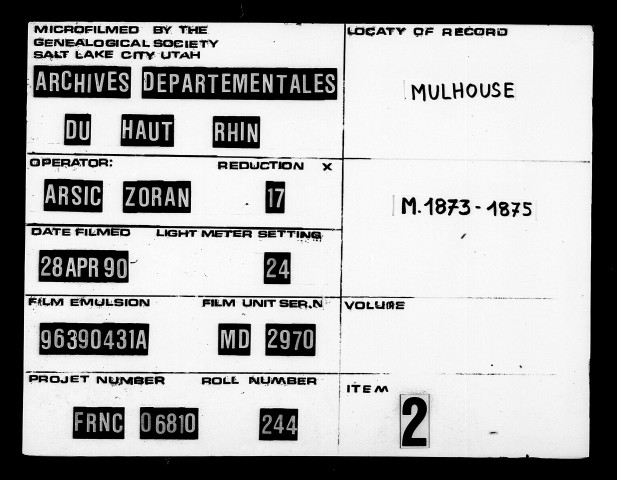 MICROFILMED BY THE
GENEALOGICAL SOCIETY
SALT LAKE CITY UTAH
ARCHIVES DEPARTEMENTALES
DU HAUT RHIN
OPERATOR: REDUCTION X
ARSIC ZORAN 17
DATE FILMED LIGHT METER SETTING
28 APR 90 24
FILM EMULSION FILM UNIT SER.N
96390431A MD 2970
PROJET NUMBER ROLL NUMBER
FRNC 06810 244
LOCATY OF RECORD
MULHOUSE
M.1873-1875
VOLUME
ITEM
2